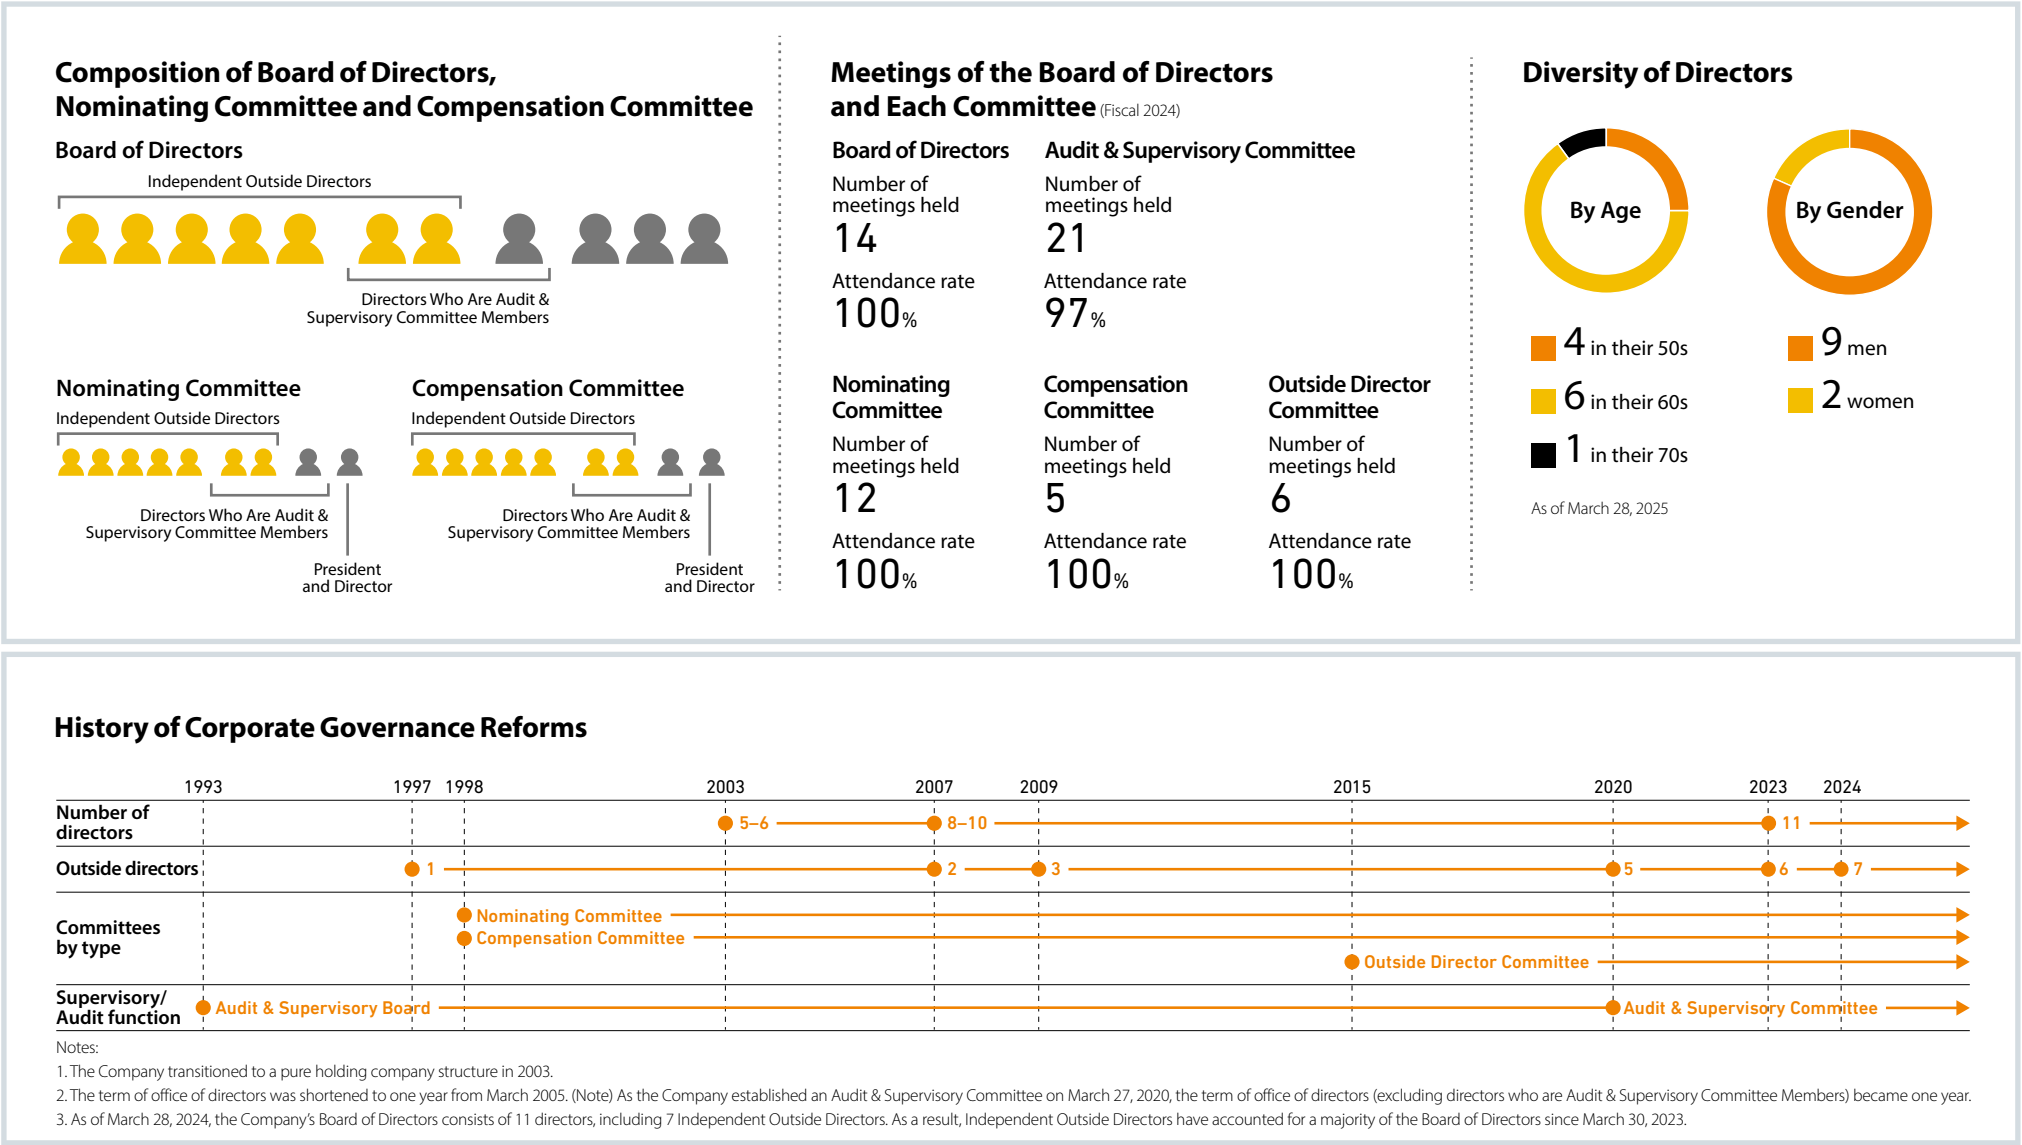 Composition of Board of Directors,
Nominating Committee and Compensation Committee
Board of Directors
Independent Outside Directors
Directors Who Are Audit &
Supervisory Committee Members
Nominating Committee
Independent Outside Directors
Directors Who Are Audit &
Supervisory Committee Members
President
and Director
Compensation Committee
Independent Outside Directors
Directors Who Are Audit &
Supervisory Committee Members
President
and Director
Meetings of the Board of Directors
and Each Committee (Fiscal 2024)
Board of Directors
Number of
meetings held
14
Attendance rate
100%
Audit & Supervisory Committee
Number of
meetings held
21
Attendance rate
97%
Nominating
Committee
Number of
meetings held
12
Attendance rate
100%
Compensation
Committee
Number of
meetings held
5
Attendance rate
100%
Outside Director
Committee
Number of
meetings held
6
Attendance rate
100%
Diversity of Directors
By Age
4 in their 50s
6 in their 60s
1 in their 70s
By Gender
9 men
2 women
As of March 28, 2025
History of Corporate Governance Reforms
1993 1997 1998 2003 2007 2009 2015 2020 2023 2024
Number of
directors
5–6 8–10 11
Outside directors
1 2 3 5 6 7
Committees
by type
Nominating Committee
Compensation Committee
Outside Director Committee
Supervisory/
Audit function
Audit & Supervisory Board
Audit & Supervisory Committee
Notes:
1. The Company transitioned to a pure holding company structure in 2003.
2. The term of office of directors was shortened to one year from March 2005. (Note) As the Company established an Audit & Supervisory Committee on March 27, 2020, the term of office of directors (excluding directors who are Audit & Supervisory Committee Members) became one year.
3. As of March 28, 2024, the Company's Board of Directors consists of 11 directors, including 7 Independent Outside Directors. As a result, Independent Outside Directors have accounted for a majority of the Board of Directors since March 30, 2023.